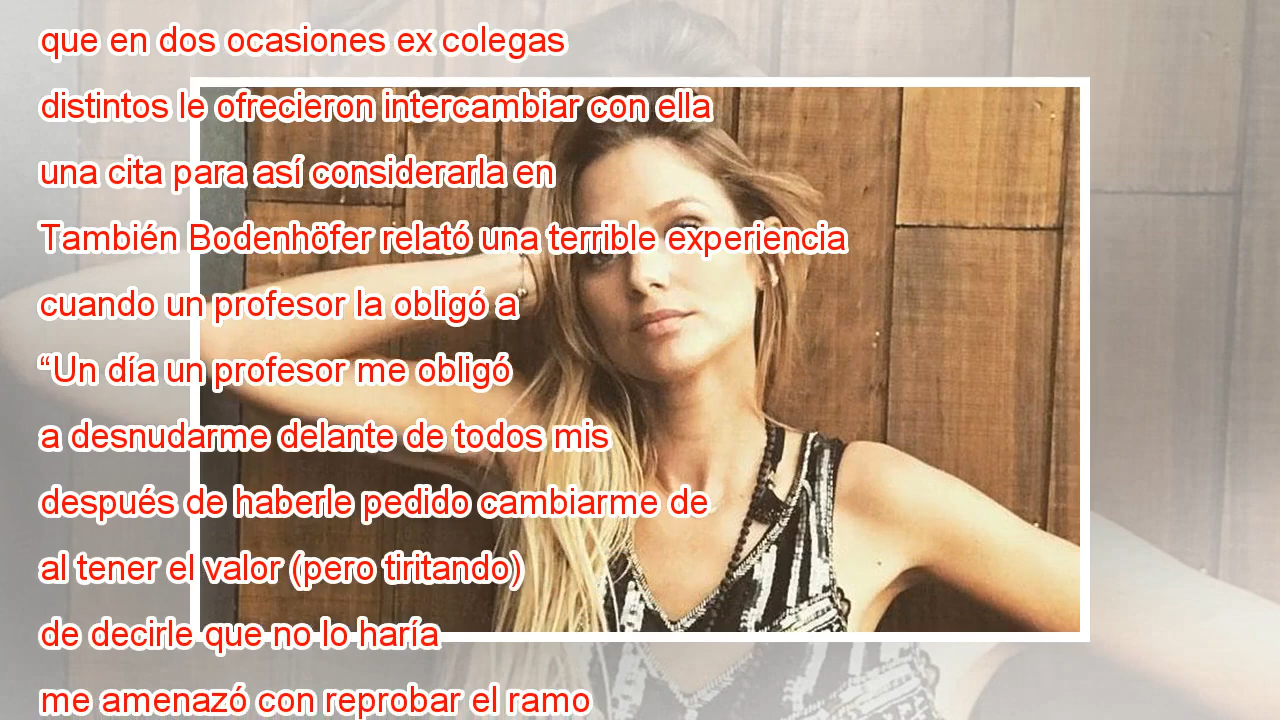 que en dos ocasiones ex colegas
distintos le ofrecieron intercambiar con ella
una cita para así considerarla en
También Bodenhöfer relató una terrible experiencia
cuando un profesor la obligó a
“Un día un profesor me obligó
a desnudarme delante de todos mis
después de haberle pedido cambiarme de
al tener el valor (pero tiritando)
de decirle que no lo haría
me amenazó con reprobar el ramo